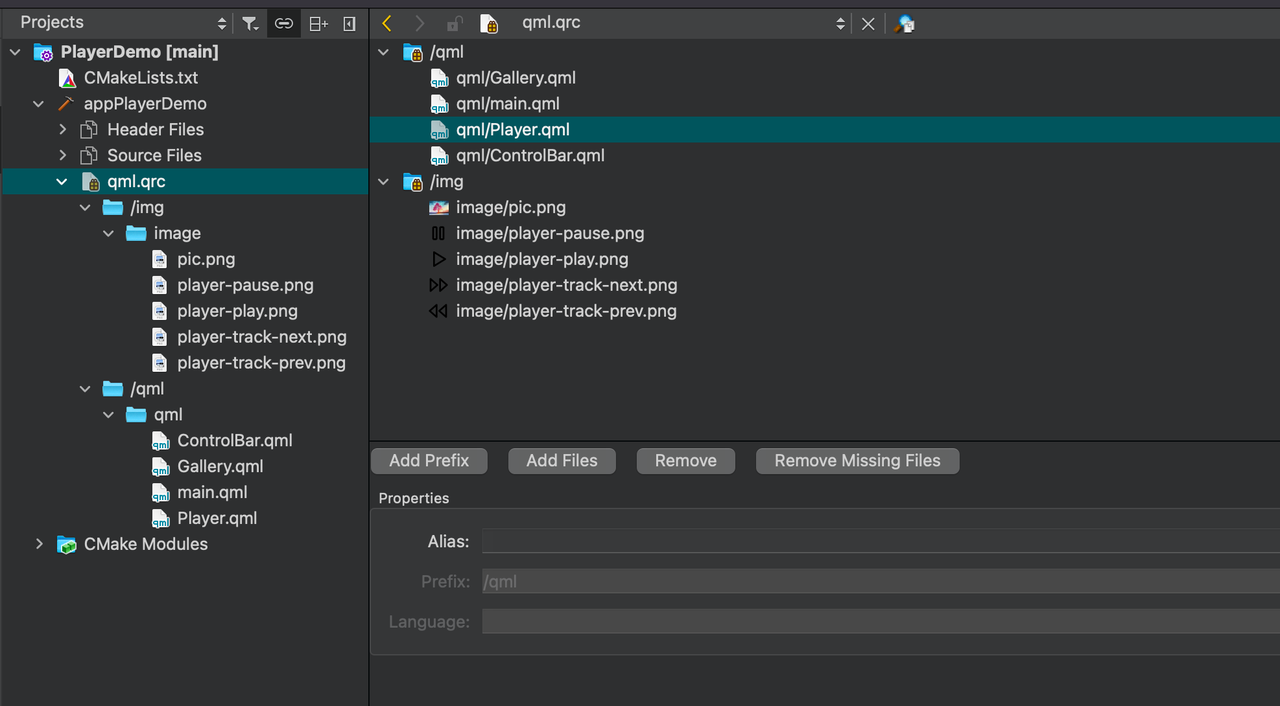 Projects
PlayerDemo [main]
CMakeLists.txt
appPlayerDemo
Header Files
Source Files
qml.qrc
/img
image
pic.png
player-pause.png
player-play.png
player-track-next.png
player-track-prev.png
/qml
qml
ControlBar.qml
Gallery.qml
main.qml
Player.qml
CMake Modules
qml.qrc
/qml
qml/Gallery.qml
qml/main.qml
qml/Player.qml
qml/ControlBar.qml
/img
image/pic.png
image/player-pause.png
image/player-play.png
image/player-track-next.png
image/player-track-prev.png
Add Prefix Add Files Remove Remove Missing Files
Properties
Alias:
Prefix: /qml
Language: